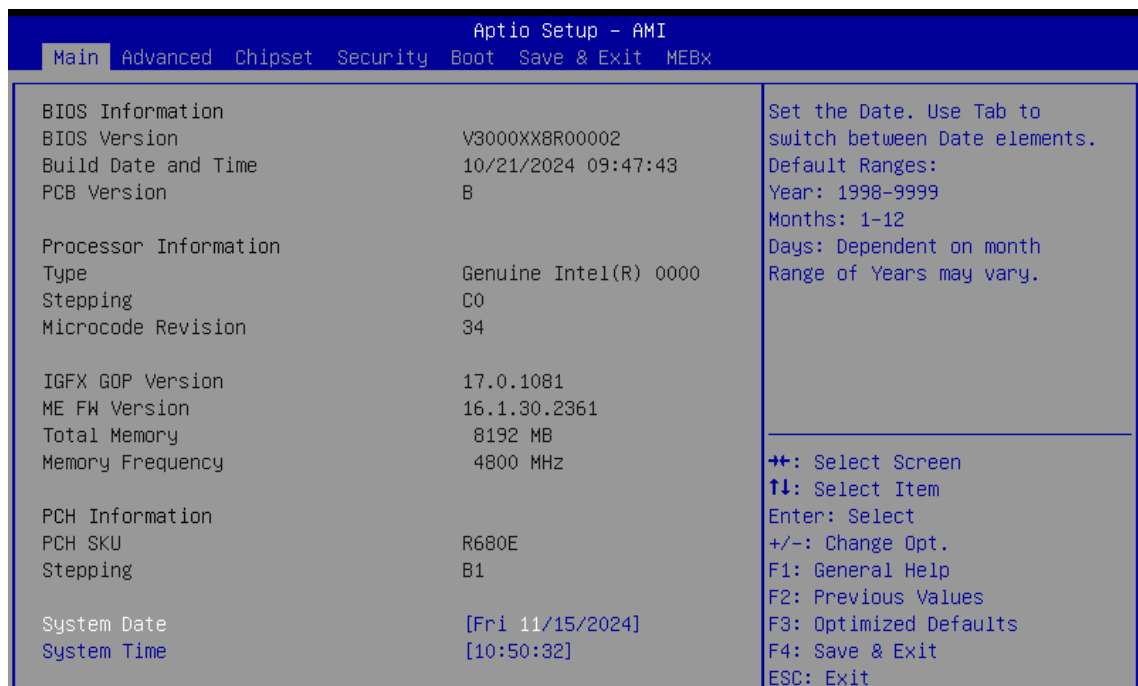 Aptio Setup – AMI
Main Advanced Chipset Security Boot Save & Exit MEBx
BIOS Information
BIOS Version V3000XX8R00002
Build Date and Time 10/21/2024 09:47:43
PCB Version B
Processor Information
Type Genuine Intel(R) 0000
Stepping C0
Microcode Revision 34
IGFX GOP Version 17.0.1081
ME FW Version 16.1.30.2361
Total Memory 8192 MB
Memory Frequency 4800 MHz
PCH Information
PCH SKU R680E
Stepping B1
System Date [Fri 11/15/2024]
System Time [10:50:32]
Set the Date. Use Tab to
switch between Date elements.
Default Ranges:
Year: 1998-9999
Months: 1-12
Days: Dependent on month
Range of Years may vary.
→←: Select Screen
↑↓: Select Item
Enter: Select
+/-: Change Opt.
F1: General Help
F2: Previous Values
F3: Optimized Defaults
F4: Save & Exit
ESC: Exit